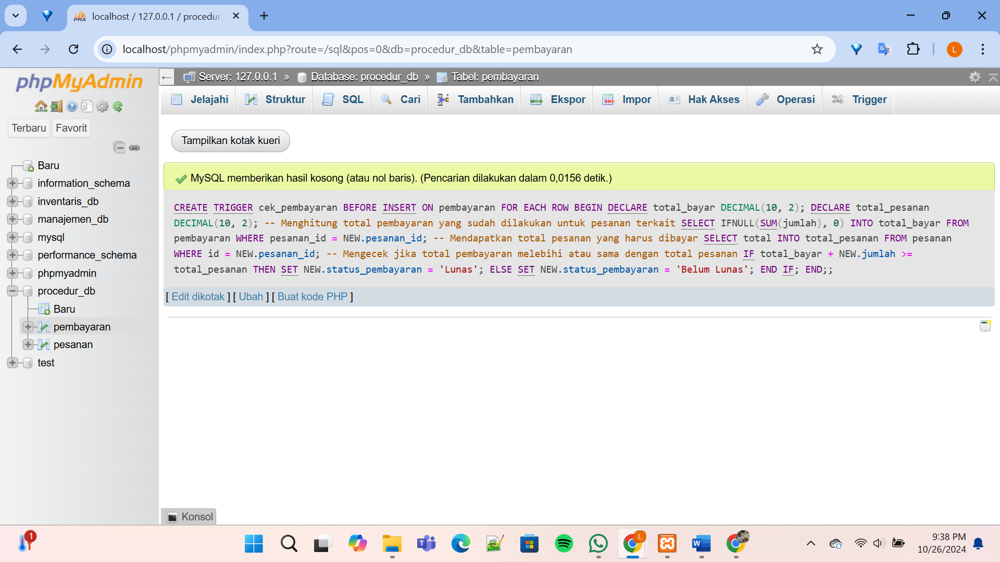 localhost / 127.0.0.1 / procedur_
localhost/phpmyadmin/index.php?route=/sql&pos=0&db=procedur_db&table=pembayaran
L
phpMyAdmin
Terbaru Favorit
Baru
information_schema
inventaris_db
manajemen_db
mysql
performance_schema
phpmyadmin
procedur_db
Baru
pembayaran
pesanan
test
Server: 127.0.0.1 » Database: procedur_db » Tabel: pembayaran
Jelajahi Struktur SQL Cari Tambahkan Ekspor Impor Hak Akses Operasi Trigger
Tampilkan kotak kueri
MySQL memberikan hasil kosong (atau nol baris). (Pencarian dilakukan dalam 0,0156 detik.)
CREATE TRIGGER cek_pembayaran BEFORE INSERT ON pembayaran FOR EACH ROW BEGIN DECLARE total_bayar DECIMAL(10, 2); DECLARE total_pesanan
DECIMAL(10, 2); -- Menghitung total pembayaran yang sudah dilakukan untuk pesanan terkait SELECT IFNULL(SUM(jumlah), 0) INTO total_bayar FROM
pembayaran WHERE pesanan_id = NEW.pesanan_id; -- Mendapatkan total pesanan yang harus dibayar SELECT total INTO total_pesanan FROM pesanan
WHERE id = NEW.pesanan_id; -- Mengecek jika total pembayaran melebihi atau sama dengan total pesanan IF total_bayar + NEW.jumlah >=
total_pesanan THEN SET NEW.status_pembayaran = 'Lunas'; ELSE SET NEW.status_pembayaran = 'Belum Lunas'; END IF; END;;
[ Edit dikotak ] [ Ubah ] [ Buat kode PHP ]
Konsol
1
L
9:38 PM
10/26/2024